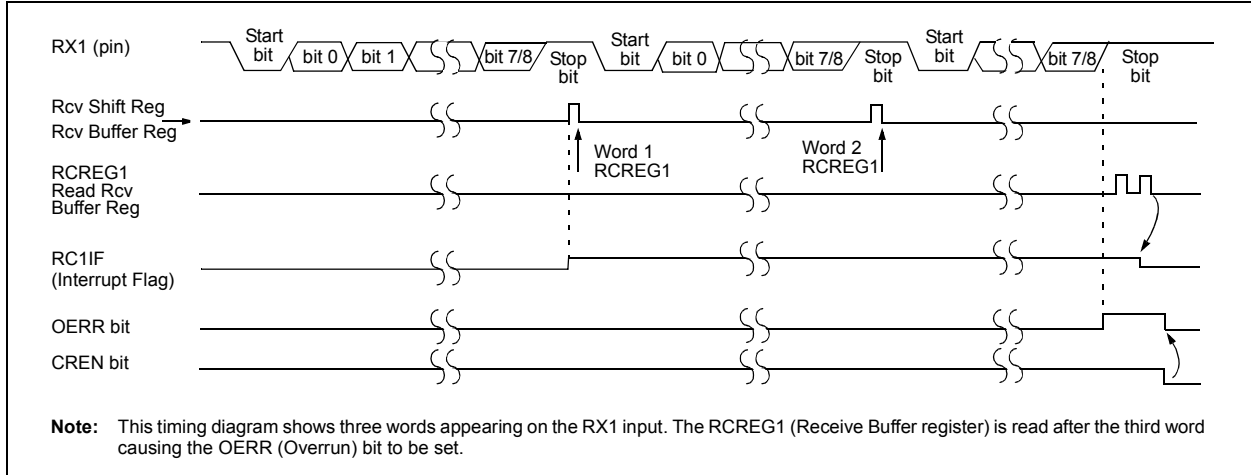 RX1 (pin)
Start bit
bit 0
bit 1
bit 7/8
Stop bit
Start bit
bit 0
bit 7/8
Stop bit
Start bit
bit 7/8
Stop bit
Rcv Shift Reg
Rcv Buffer Reg
Word 1
RCREG1
Word 2
RCREG1
RCREG1
Read Rcv
Buffer Reg
RC1IF
(Interrupt Flag)
OERR bit
CREN bit
Note: This timing diagram shows three words appearing on the RX1 input. The RCREG1 (Receive Buffer register) is read after the third word
causing the OERR (Overrun) bit to be set.